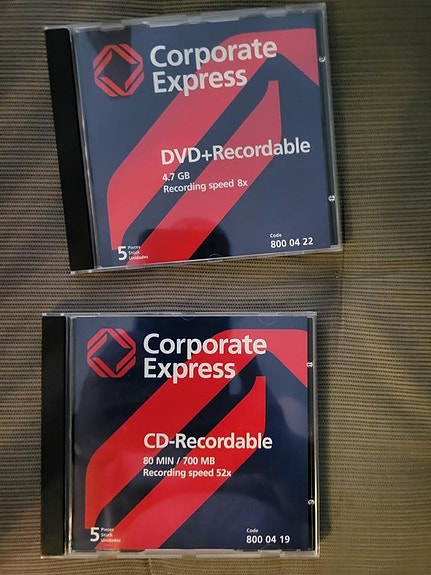 Corporate
Express
DVD+Recordable
4.7 GB
Recording speed 8x
5 Pieces
Stück
Unidades
Code
800 04 22
Corporate
Express
CD-Recordable
80 MIN / 700 MB
Recording speed 52x
5 Pieces
Stück
Unidades
Code
800 04 19